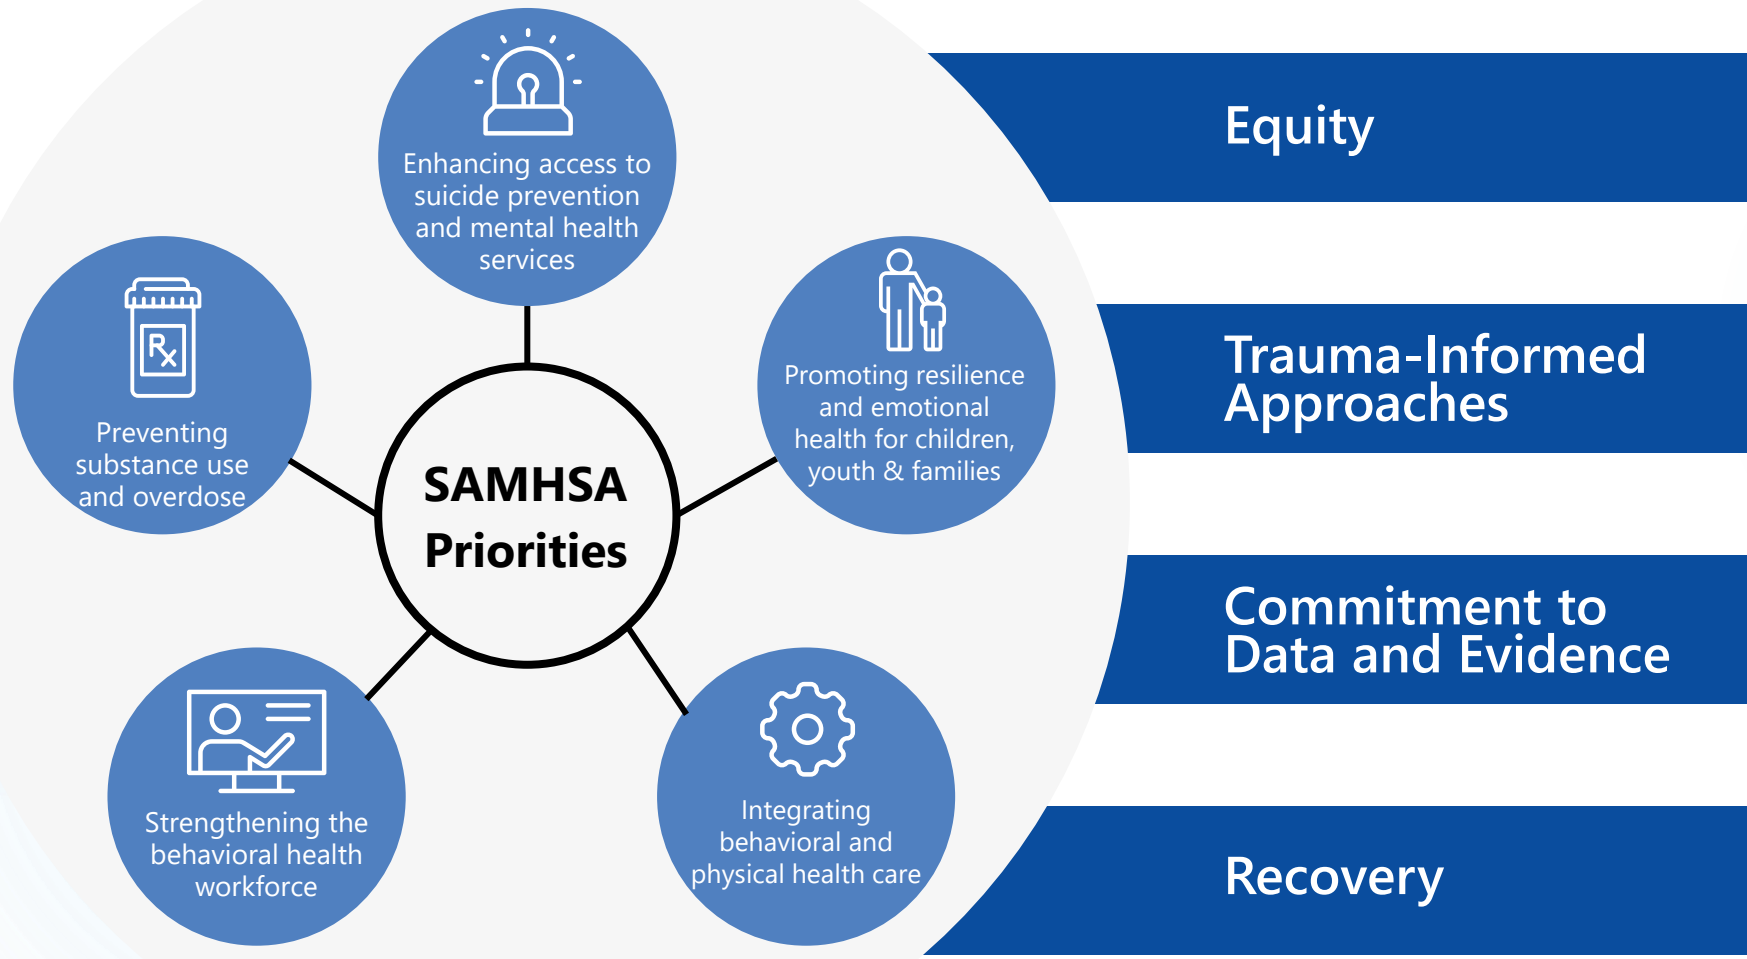 Enhancing access to
suicide prevention
and mental health
services
Rx
Preventing
substance use
and overdose
Promoting resilience
and emotional
health for children,
youth & families
SAMHSA
Priorities
Strengthening the
behavioral health
workforce
Integrating
behavioral and
physical health care
Equity
Trauma-Informed
Approaches
Commitment to
Data and Evidence
Recovery